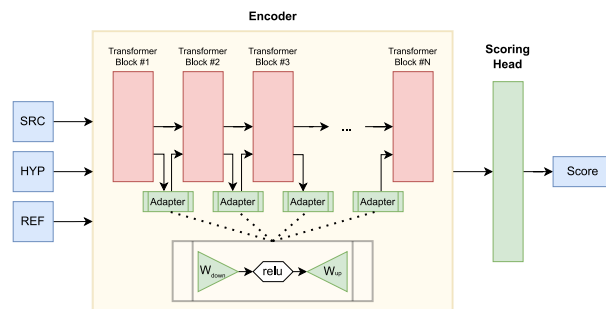 Encoder
Transformer
Block #1
Transformer
Block #2
Transformer
Block #3
Transformer
Block #N
Scoring
Head
SRC
HYP
REF
...
Adapter
Adapter
Adapter
Adapter
Score
Wdown
relu
Wup